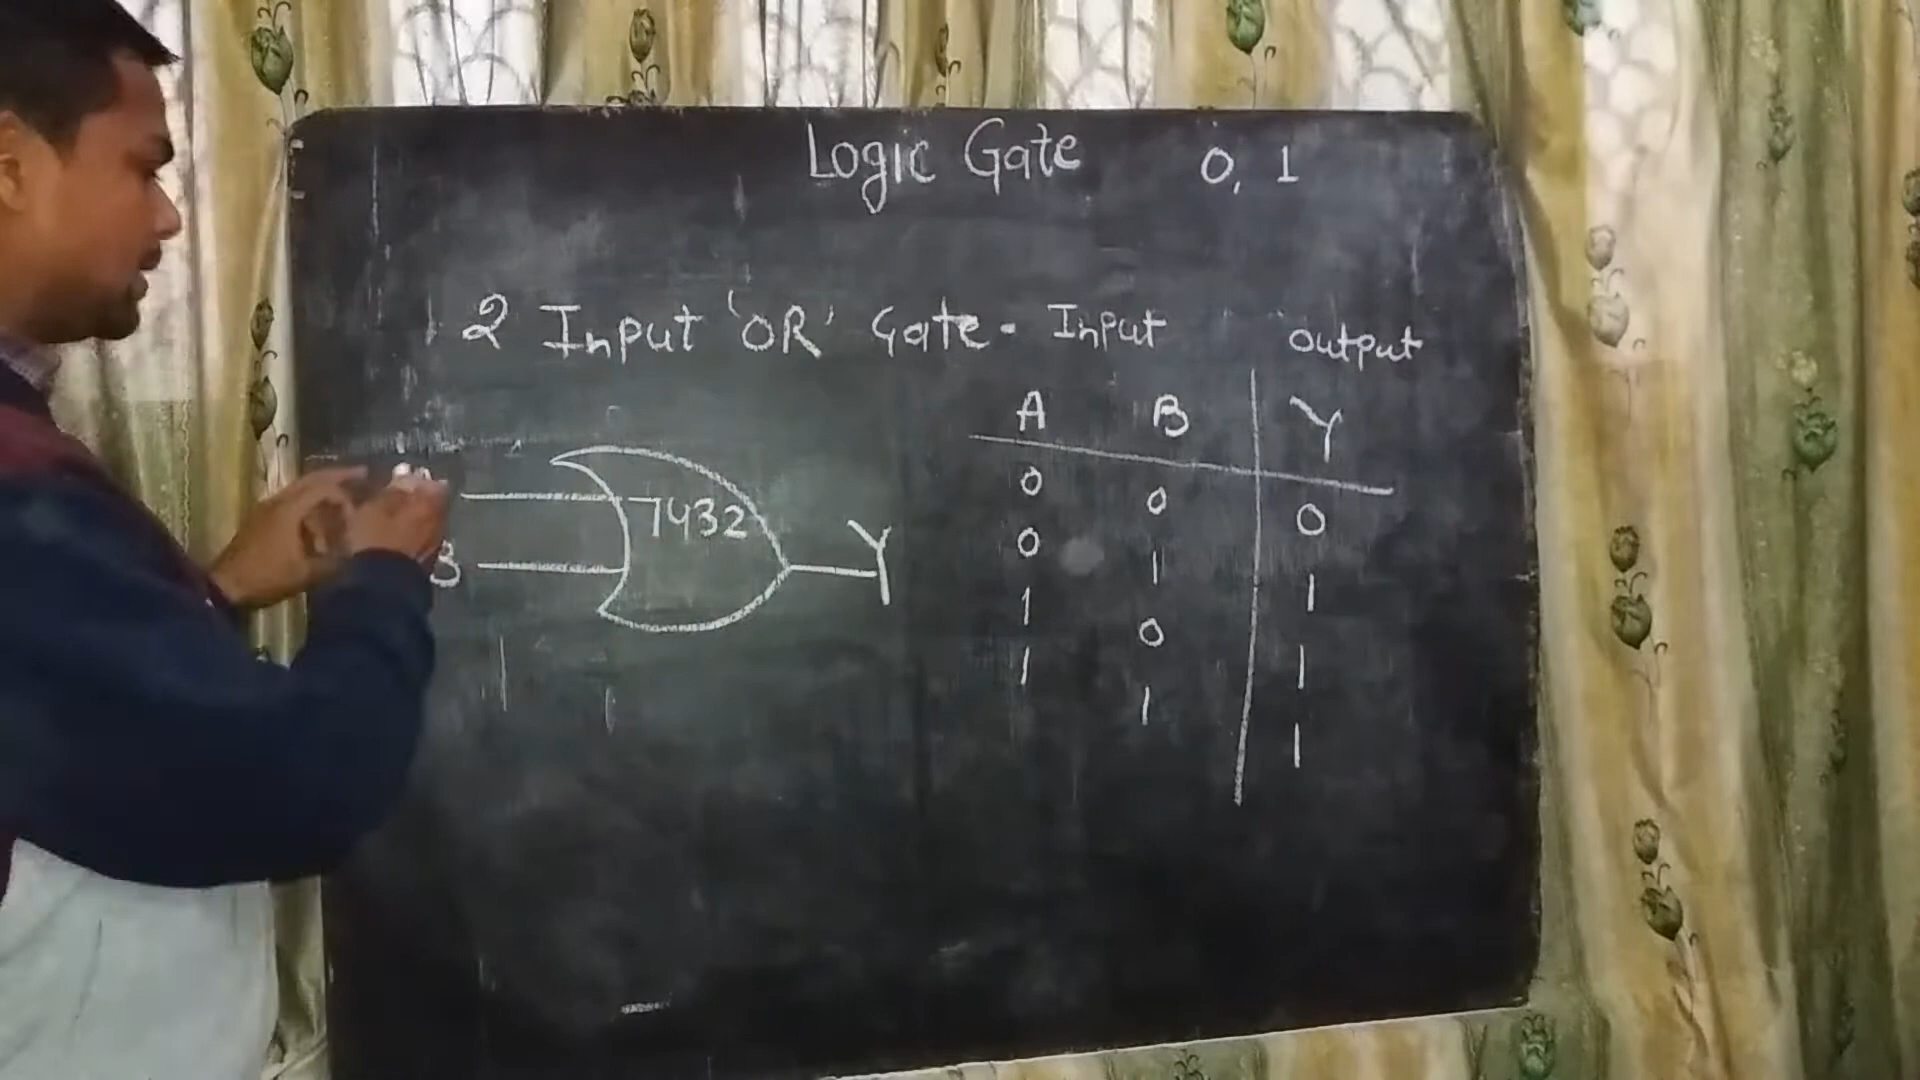 Logic Gate 0, 1
2 Input 'OR' Gate - Input Output
A B Y
0 0 0
0 1 1
1 0 1
1 1 1
7432
B
Y